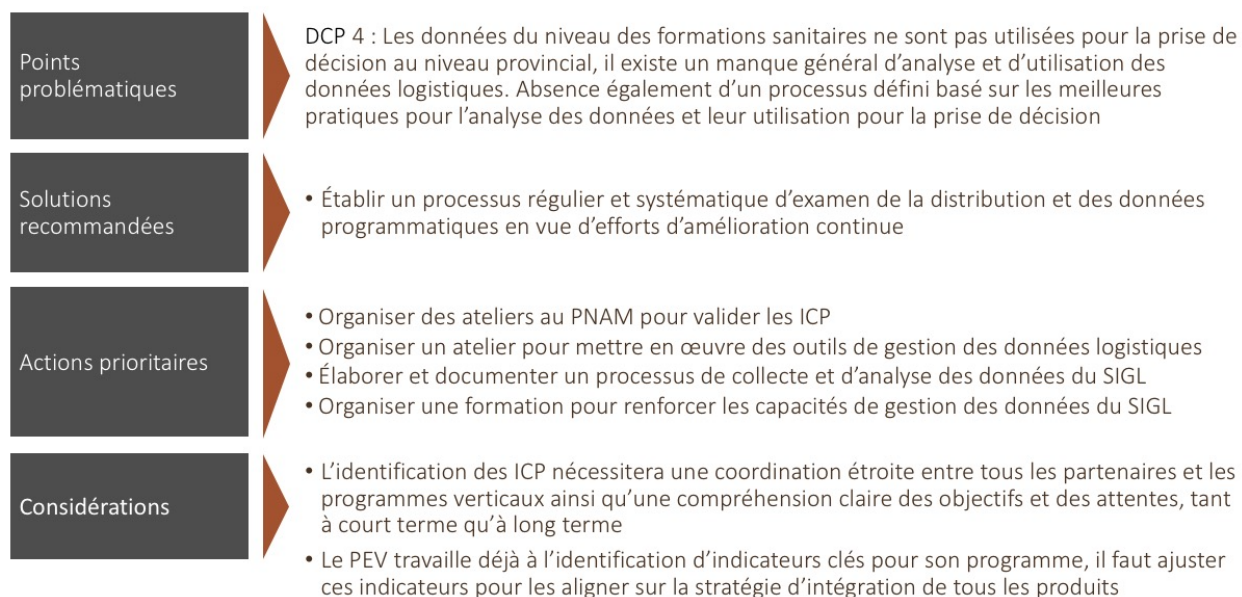 Points
problématiques
DCP 4 : Les données du niveau des formations sanitaires ne sont pas utilisées pour la prise de
décision au niveau provincial, il existe un manque général d’analyse et d’utilisation des
données logistiques. Absence également d’un processus défini basé sur les meilleures
pratiques pour l’analyse des données et leur utilisation pour la prise de décision
Solutions
recommandées
• Établir un processus régulier et systématique d’examen de la distribution et des données
programmatiques en vue d’efforts d’amélioration continue
Actions prioritaires
• Organiser des ateliers au PNAM pour valider les ICP
• Organiser un atelier pour mettre en œuvre des outils de gestion des données logistiques
• Élaborer et documenter un processus de collecte et d’analyse des données du SIGL
• Organiser une formation pour renforcer les capacités de gestion des données du SIGL
Considérations
• L’identification des ICP nécessitera une coordination étroite entre tous les partenaires et les
programmes verticaux ainsi qu’une compréhension claire des objectifs et des attentes, tant
à court terme qu’à long terme
• Le PEV travaille déjà à l’identification d’indicateurs clés pour son programme, il faut ajuster
ces indicateurs pour les aligner sur la stratégie d’intégration de tous les produits